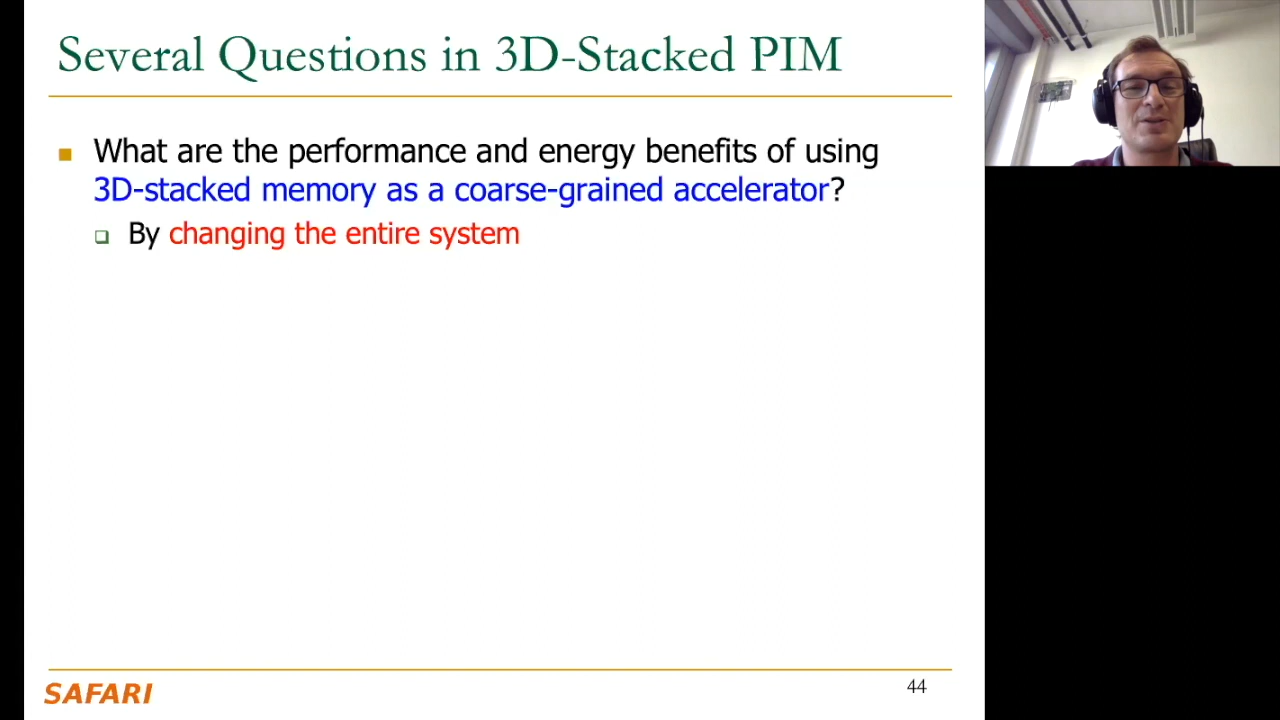 Several Questions in 3D-Stacked PIM
What are the performance and energy benefits of using
3D-stacked memory as a coarse-grained accelerator?
By changing the entire system
SAFARI
44